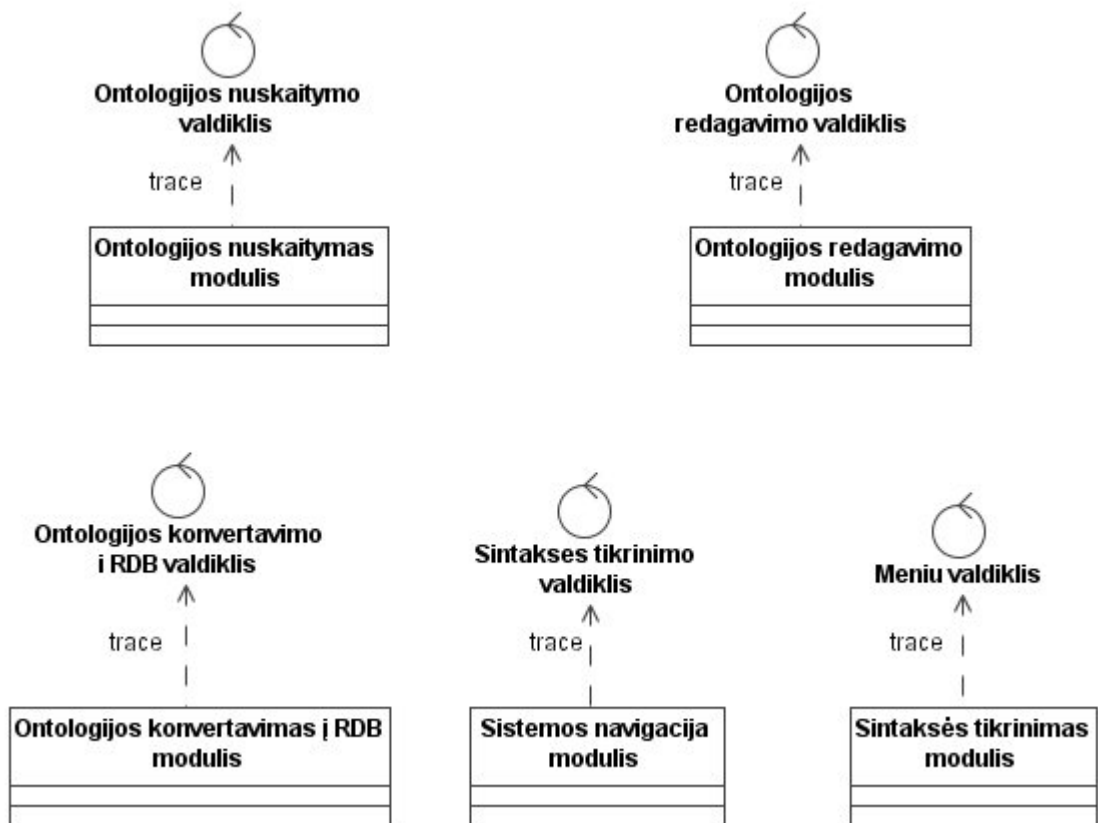 Ontologijos nuskaitymo
valdiklis
trace
Ontologijos nuskaitymas
modulis
Ontologijos
redagavimo valdiklis
trace
Ontologijos redagavimo
modulis
Ontologijos konvertavimo
i RDB valdiklis
trace
Ontologijos konvertavimas į RDB
modulis
Sintakses tikrinimo
valdiklis
trace
Sistemos navigacija
modulis
Meniu valdiklis
trace
Sintaksės tikrinimas
modulis